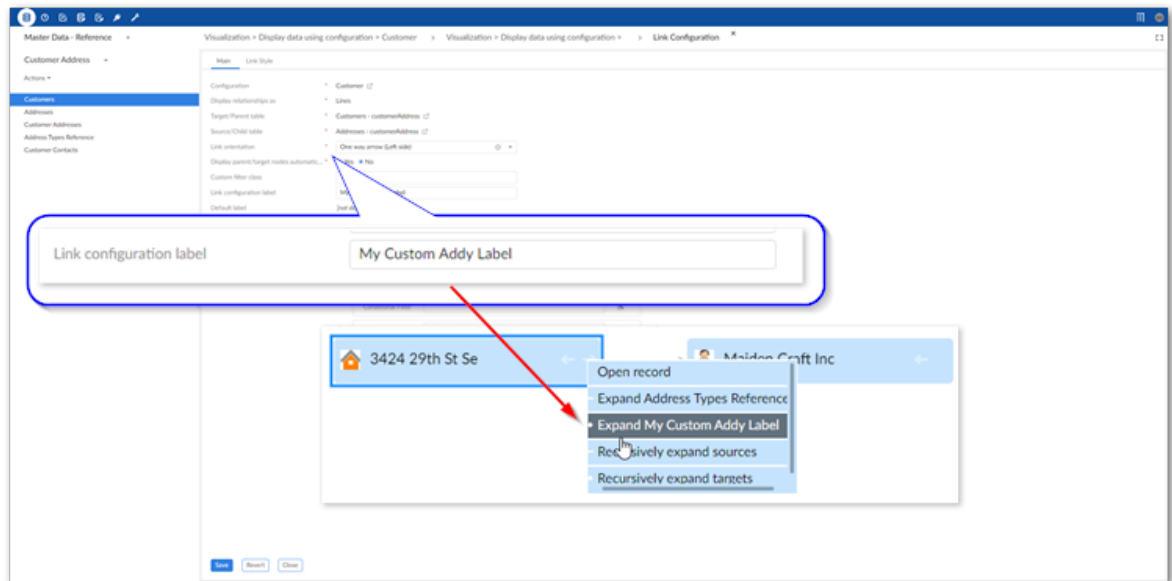 Master Data - Reference
Visualization > Display data using configuration > Customer > Visualization > Display data using configuration > > Link Configuration ×
Customer Address
Main Link Style
Actions
Configuration * Customer
Customers
Display relationships as * Lines
Addresses
Target/Parent table * Customers - customerAddress
Customer Addresses
Source/Child table * Addresses - customerAddress
Address Types Reference
Link orientation * One way arrow (Left side)
Customer Contacts
Display parent/target nodes automatic... * No
Custom filter class
Link configuration label
Default label
Link configuration label My Custom Addy Label
3424 29th St Se
Maiden Craft Inc
Open record
Expand Address Types Reference
Expand My Custom Addy Label
Recursively expand sources
Recursively expand targets
Save Revert Close